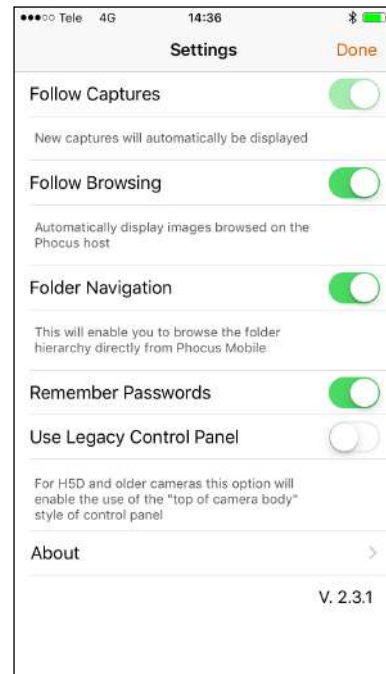 Tele 4G 14:36
Settings Done
Follow Captures
New captures will automatically be displayed
Follow Browsing
Automatically display images browsed on the
Phocus host
Folder Navigation
This will enable you to browse the folder
hierarchy directly from Phocus Mobile
Remember Passwords
Use Legacy Control Panel
For H5D and older cameras this option will
enable the use of the "top of camera body"
style of control panel
About
V. 2.3.1